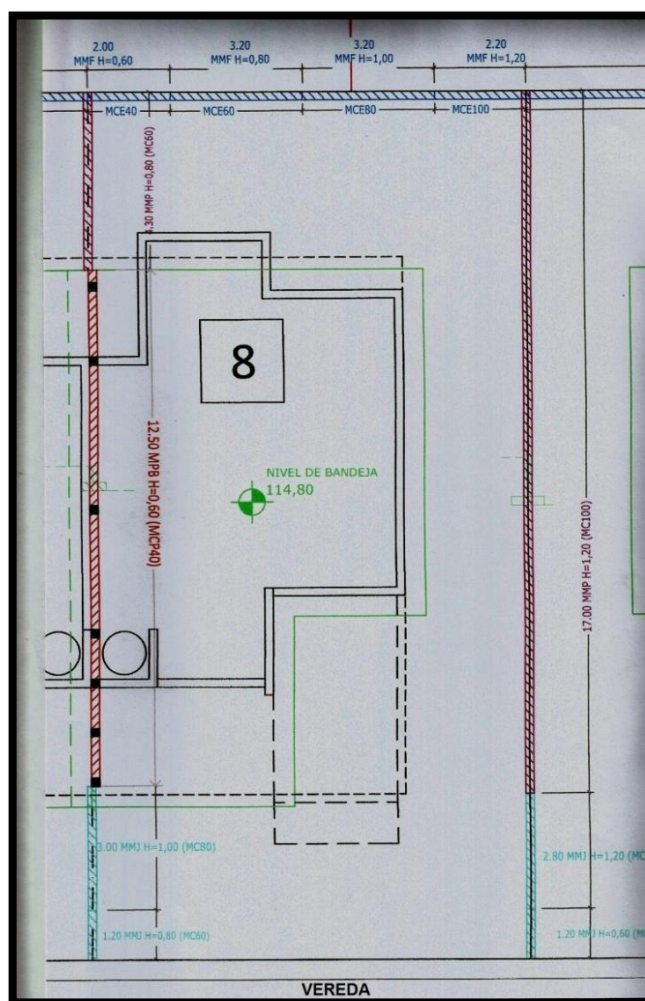 2.00
MMF H=0,60
3.20
MMF H=0,80
3.20
MMF H=1,00
2.20
MMF H=1,20
MCE40
MCE60
MCE80
MCE100
.30 MMP H=0,80 (MC60)
8
NIVEL DE BANDEJA
114,80
12.50 MPB H=0,60 (MCP40)
17.00 MMP H=1,20 (MC100)
3.00 MMJ H=1,00 (MC80)
2.80 MMJ H=1,20 (MC
1.20 MMJ H=0,80 (MC60)
1.20 MMJ H=0,60 (M
VEREDA